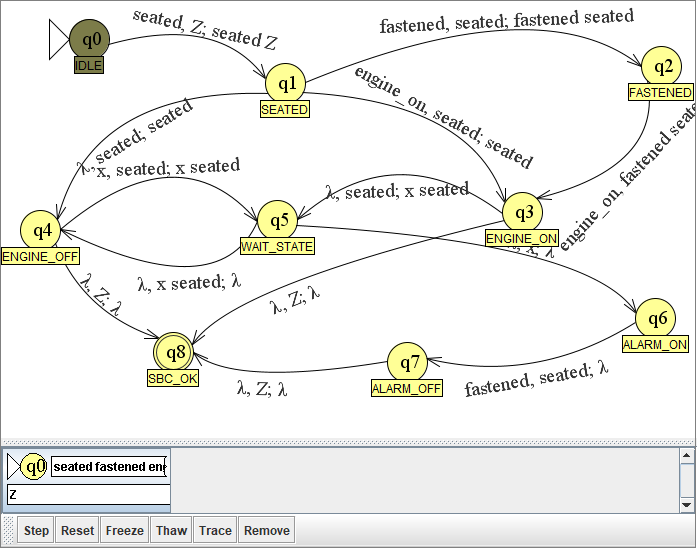 seated, Z; seated Z
fastened, seated; fastened seated
q0
IDLE
q1
SEATED
q2
FASTENED
engine_on, seated; seated
λ, seated; seated
x, seated; x seated
λ, seated; x seated
engine_on, fastened seate
q4
ENGINE_OFF
q5
WAIT_STATE
q3
ENGINE_ON
λ, x seated; λ
λ, Z; λ
λ, Z; λ
q6
ALARM_ON
q8
SBC_OK
q7
ALARM_OFF
λ, Z; λ
fastened, seated; λ
q0
seated fastened en
Z
Step Reset Freeze Thaw Trace Remove